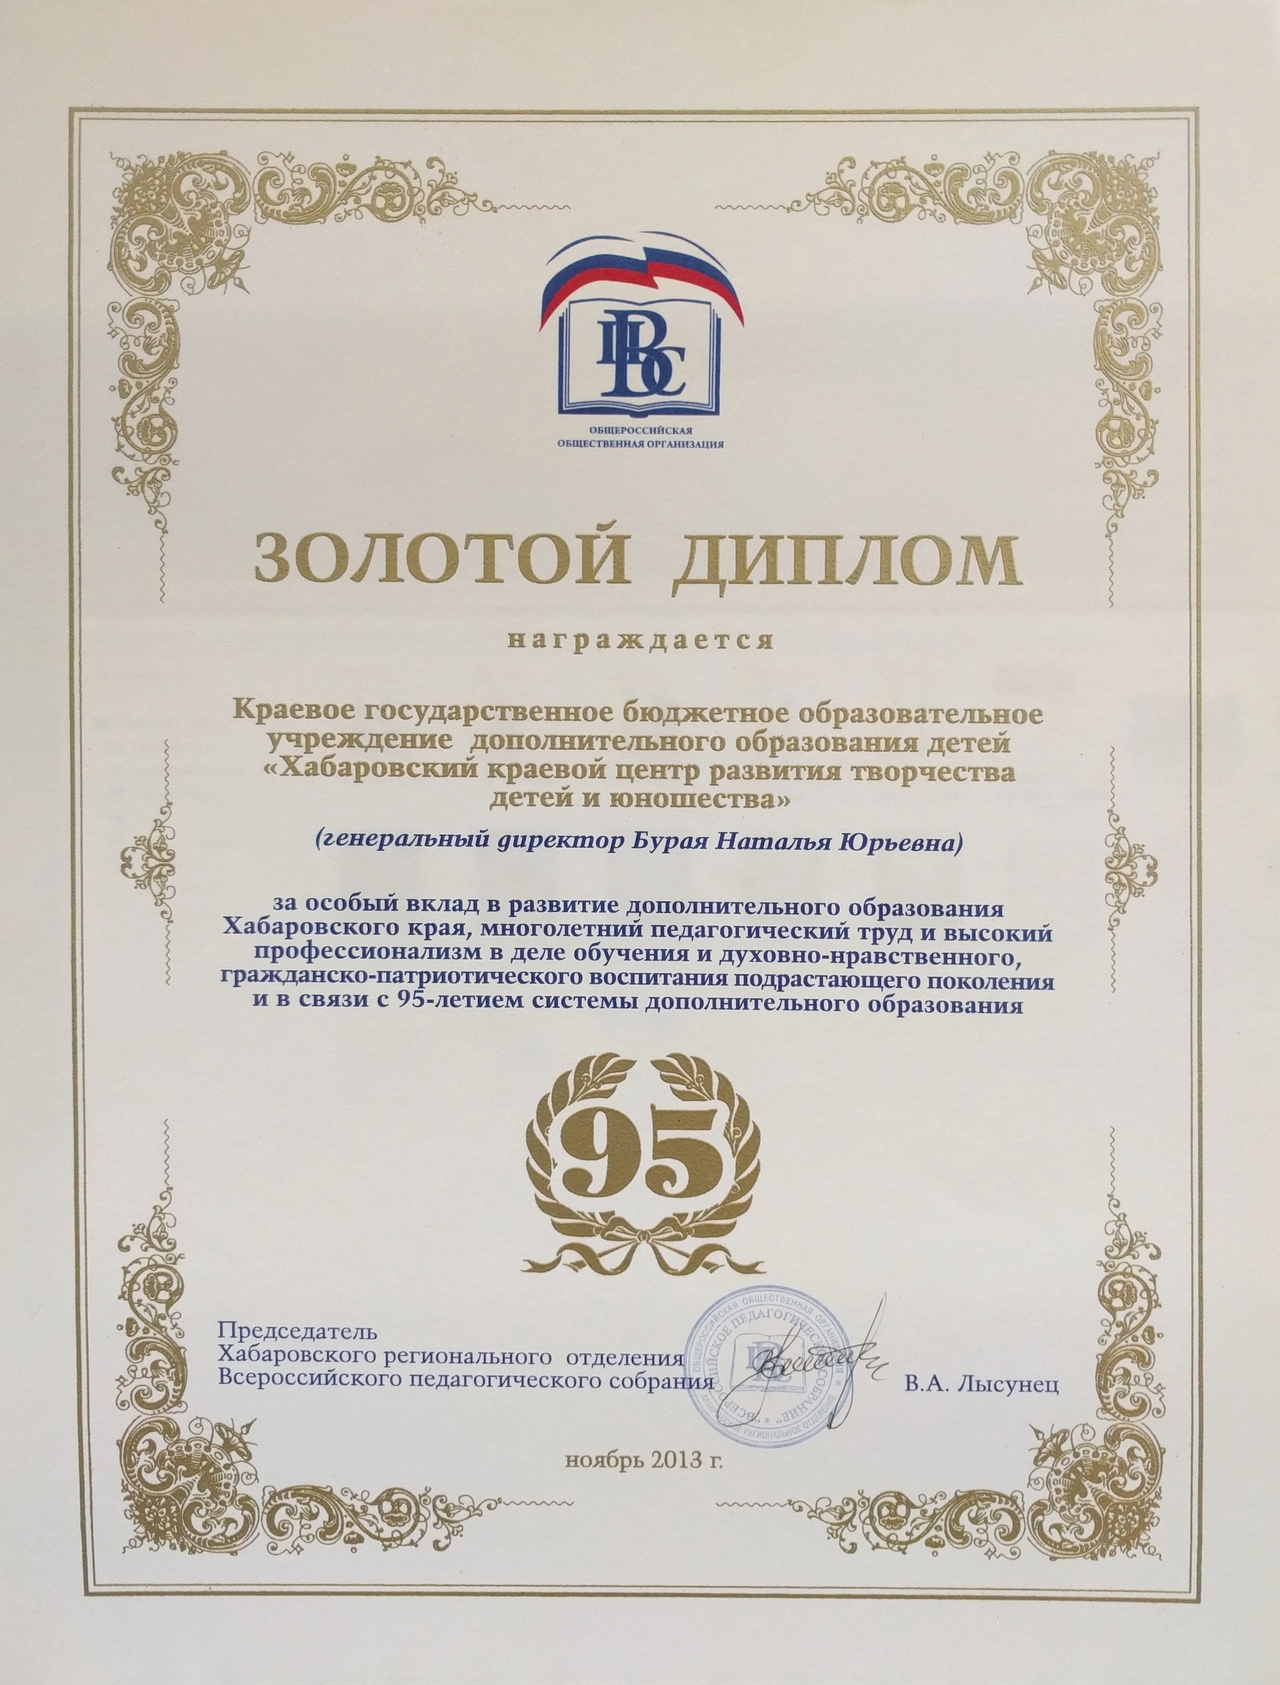 ВПС
ОБЩЕРОССИЙСКАЯ
ОБЩЕСТВЕННАЯ ОРГАНИЗАЦИЯ
ЗОЛОТОЙ ДИПЛОМ
награждается
Краевое государственное бюджетное образовательное
учреждение дополнительного образования детей
«Хабаровский краевой центр развития творчества
детей и юношества»
(генеральный директор Бурая Наталья Юрьевна)
за особый вклад в развитие дополнительного образования
Хабаровского края, многолетний педагогический труд и высокий
профессионализм в деле обучения и духовно-нравственного,
гражданско-патриотического воспитания подрастающего поколения
и в связи с 95-летием системы дополнительного образования
95
Председатель
Хабаровского регионального отделения
Всероссийского педагогического собрания
В.А. Лысунец
ноябрь 2013 г.